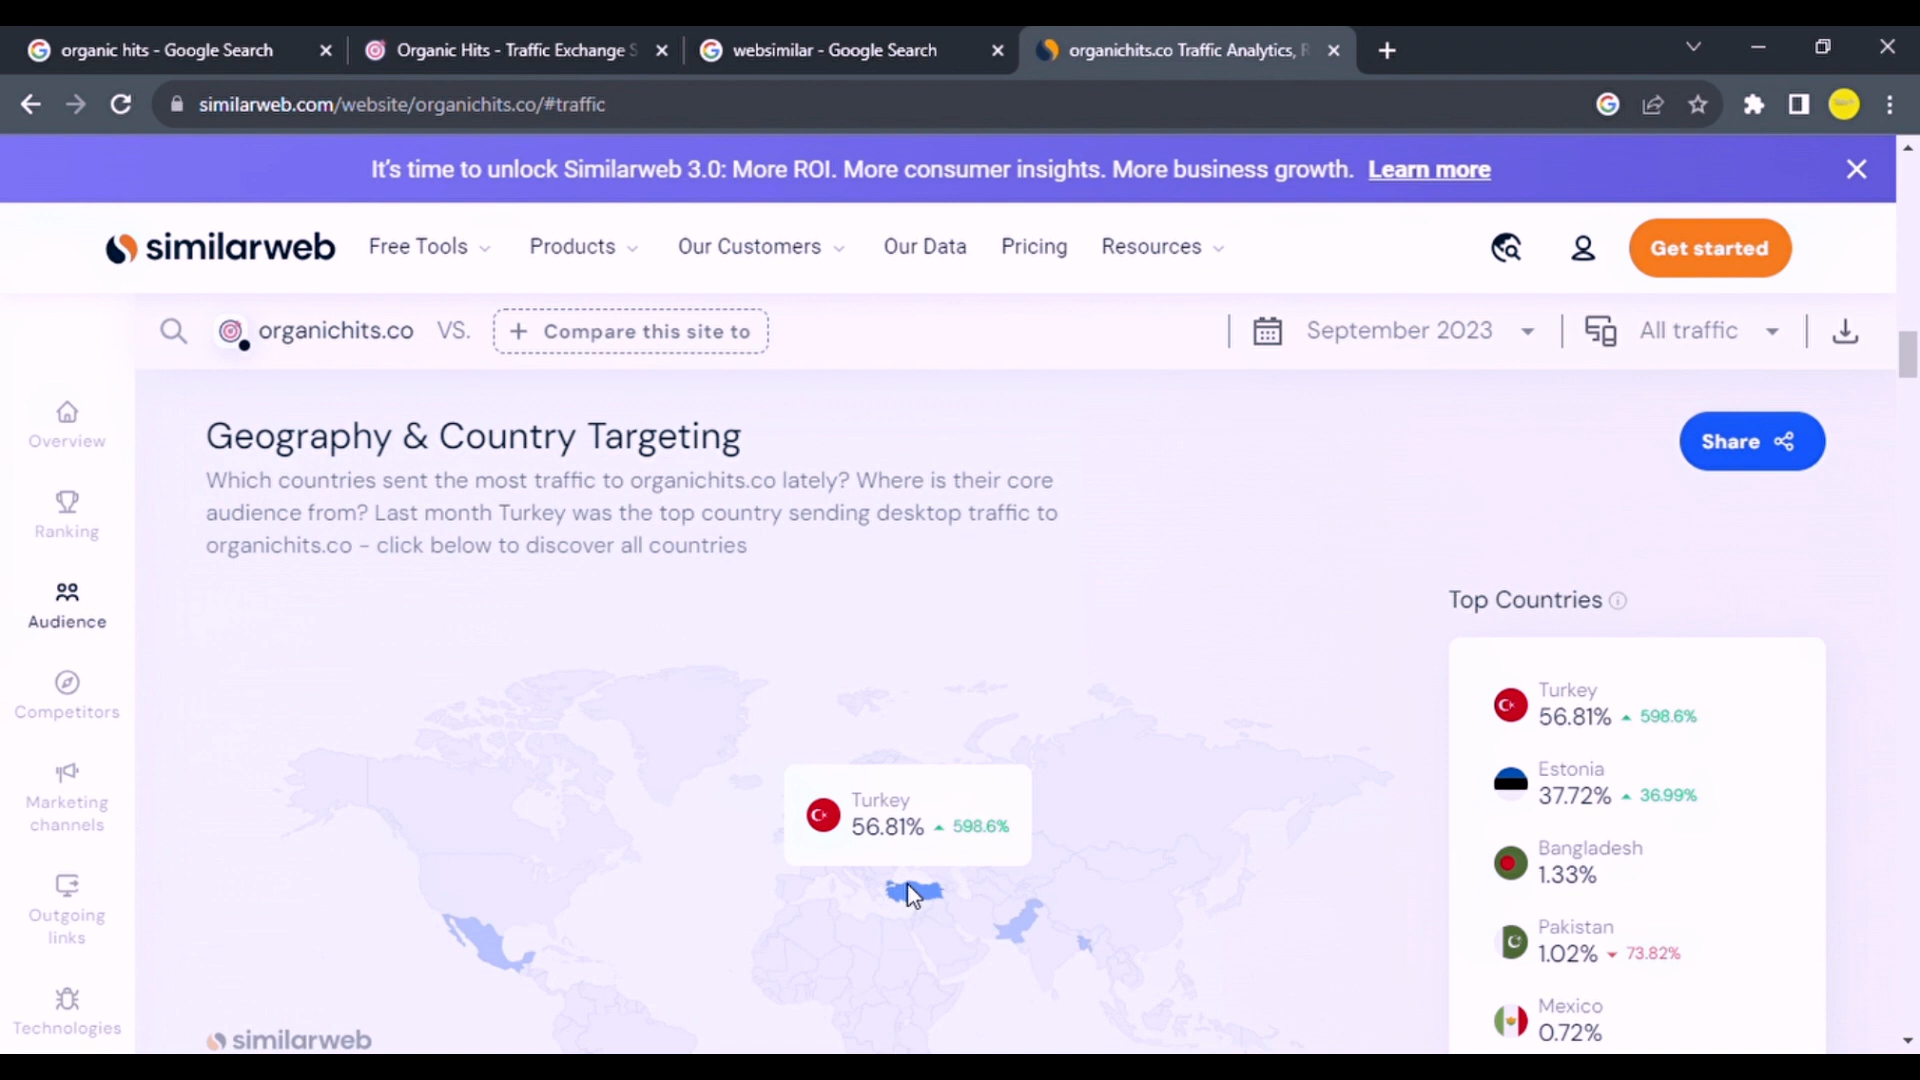 organic hits - Google Search
Organic Hits - Traffic Exchange S
websimilar - Google Search
organichits.co Traffic Analytics, R
similarweb.com/website/organichits.co/#traffic
It's time to unlock Similarweb 3.0: More ROI. More consumer insights. More business growth. Learn more
similarweb
Free Tools
Products
Our Customers
Our Data
Pricing
Resources
Get started
organichits.co
VS.
+ Compare this site to
September 2023
All traffic
Overview
Ranking
Audience
Competitors
Marketing
channels
Outgoing
links
Technologies
Geography & Country Targeting
Which countries sent the most traffic to organichits.co lately? Where is their core
audience from? Last month Turkey was the top country sending desktop traffic to
organichits.co - click below to discover all countries
Share
Turkey
56.81% 598.6%
similarweb
Top Countries
Turkey
56.81% 598.6%
Estonia
37.72% 36.99%
Bangladesh
1.33%
Pakistan
1.02% 73.82%
Mexico
0.72%